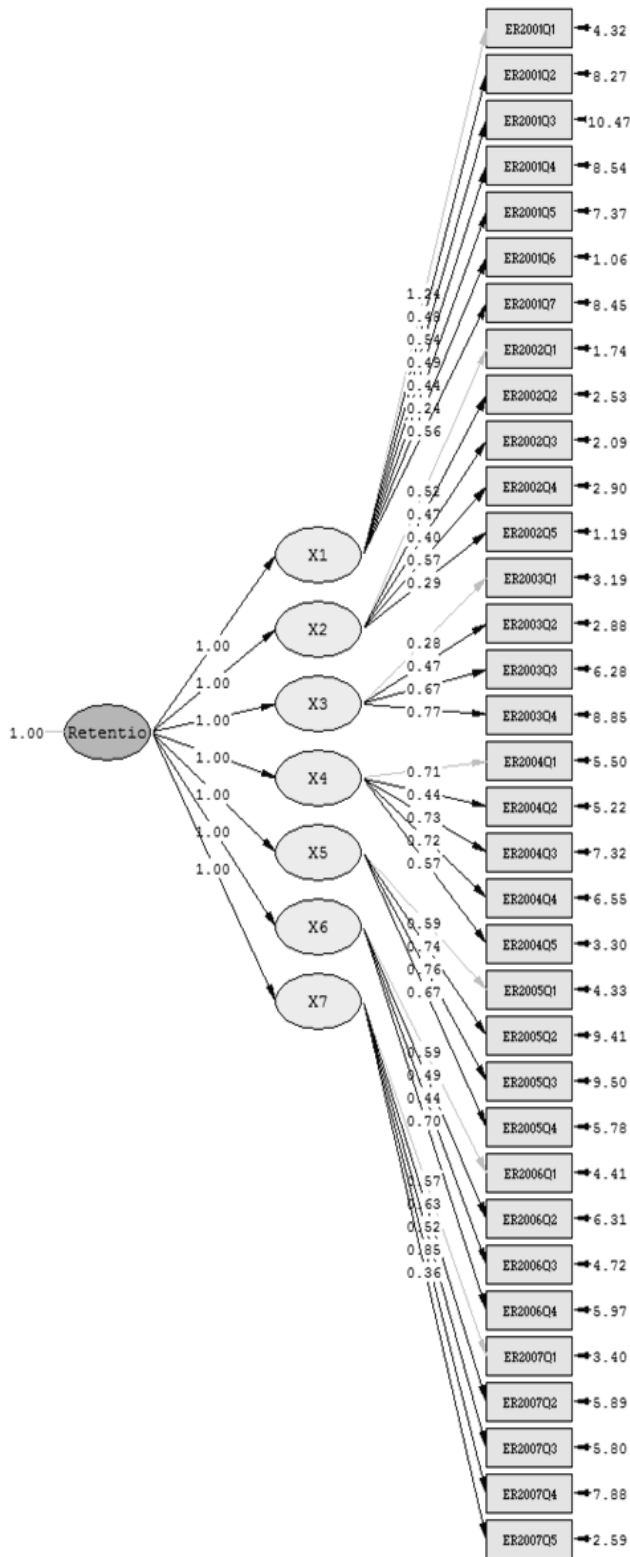 ER2001Q1 4.32
ER2001Q2 8.27
ER2001Q3 10.47
ER2001Q4 8.54
ER2001Q5 7.37
ER2001Q6 1.06
ER2001Q7 8.45
ER2002Q1 1.74
ER2002Q2 2.53
ER2002Q3 2.09
ER2002Q4 2.90
ER2002Q5 1.19
ER2003Q1 3.19
ER2003Q2 2.88
ER2003Q3 6.28
ER2003Q4 8.85
ER2004Q1 5.50
ER2004Q2 5.22
ER2004Q3 7.32
ER2004Q4 6.55
ER2004Q5 3.30
ER2005Q1 4.33
ER2005Q2 9.41
ER2005Q3 9.50
ER2005Q4 5.78
ER2006Q1 4.41
ER2006Q2 6.31
ER2006Q3 4.72
ER2006Q4 5.97
ER2007Q1 3.40
ER2007Q2 5.89
ER2007Q3 5.80
ER2007Q4 7.88
ER2007Q5 2.59
1.24
0.54
0.49
0.44
0.24
0.56
0.52
0.47
0.40
0.57
0.29
0.28
0.47
0.67
0.77
0.71
0.44
0.73
0.72
0.57
0.59
0.74
0.76
0.67
0.59
0.49
0.44
0.70
0.57
0.63
0.52
0.85
0.36
X1
X2
X3
X4
X5
X6
X7
1.00
1.00
1.00
1.00
1.00
1.00
1.00
1.00 Retentio